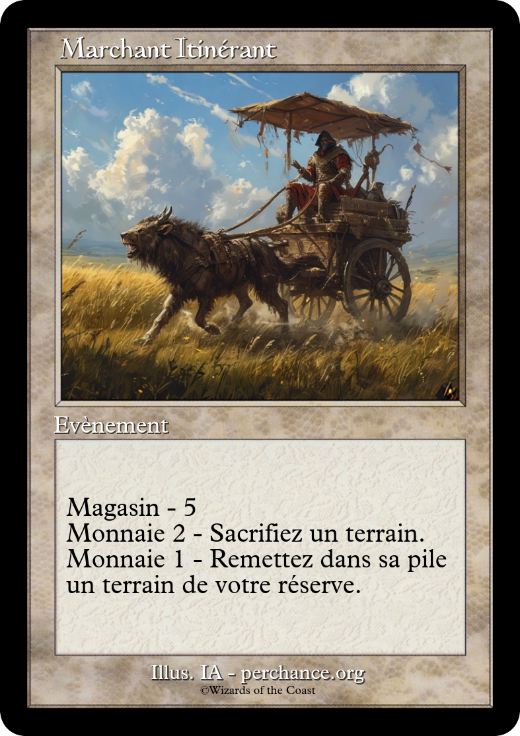 Marchant Itinérant
Evènement
Magasin - 5
Monnaie 2 - Sacrifiez un terrain.
Monnaie 1 - Remettez dans sa pile
un terrain de votre réserve.
Illus. IA - perchance.org
©Wizards of the Coast